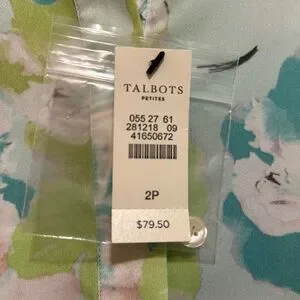 TALBOTS
PETITES
055 27 61
281218 09
41650672
2P
$79.50